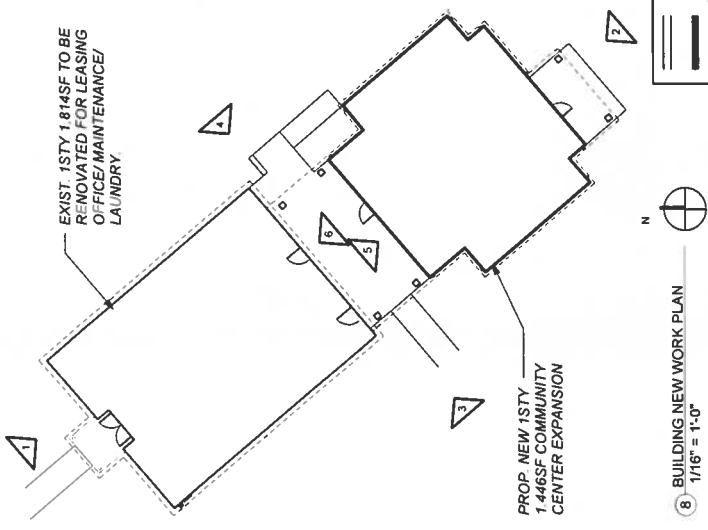 EXIST. 1STY 1,814SF TO BE
RENOVATED FOR LEASING
OFFICE/ MAINTENANCE/
LAUNDRY.
1
4
2
6
5
3
PROP. NEW 1STY
1,446SF COMMUNITY
CENTER EXPANSION
N
8 BUILDING NEW WORK PLAN
1/16" = 1'-0"